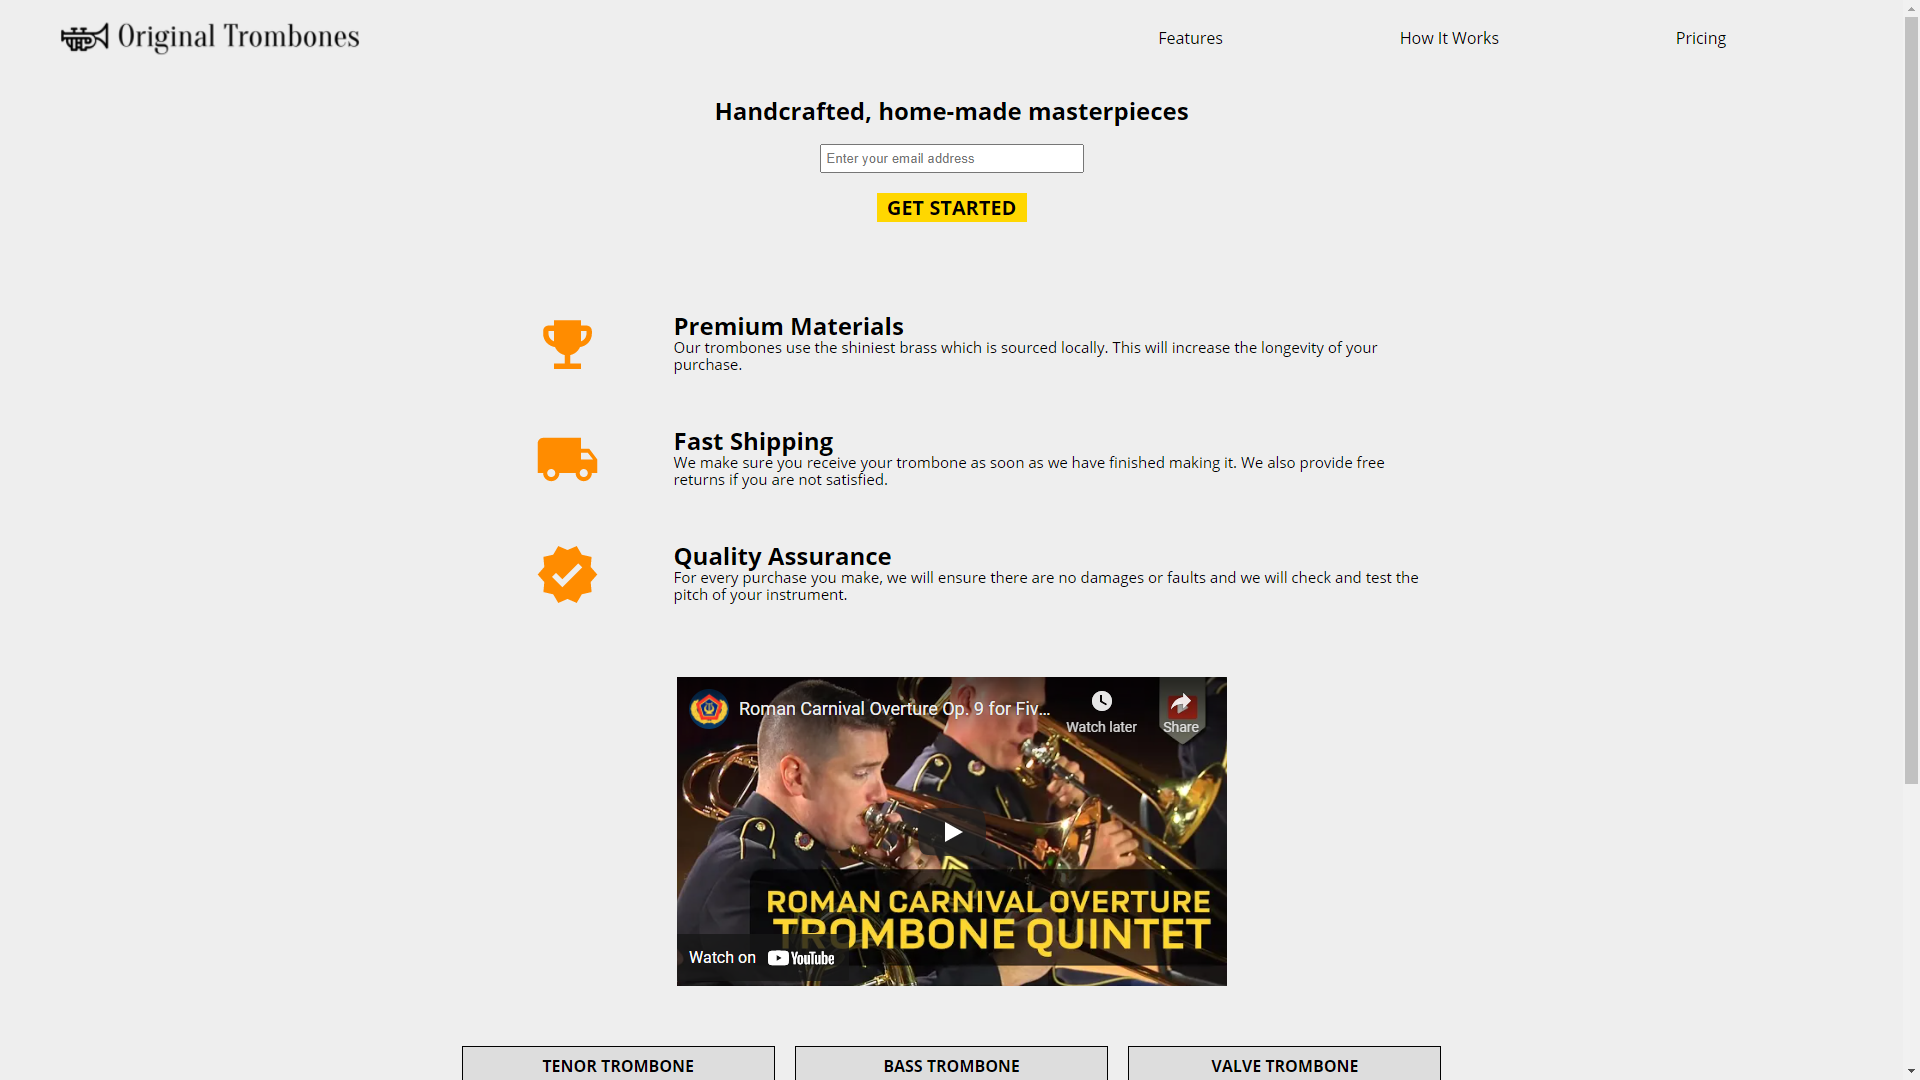 Original Trombones
Features
How It Works
Pricing
Handcrafted, home-made masterpieces
Enter your email address
GET STARTED
Premium Materials
Our trombones use the shiniest brass which is sourced locally. This will increase the longevity of your
purchase.
Fast Shipping
We make sure you receive your trombone as soon as we have finished making it. We also provide free
returns if you are not satisfied.
Quality Assurance
For every purchase you make, we will ensure there are no damages or faults and we will check and test the
pitch of your instrument.
Roman Carnival Overture Op. 9 for Fiv...
Watch later
Share
ROMAN CARNIVAL OVERTURE
TROMBONE QUINTET
Watch on YouTube
TENOR TROMBONE
BASS TROMBONE
VALVE TROMBONE